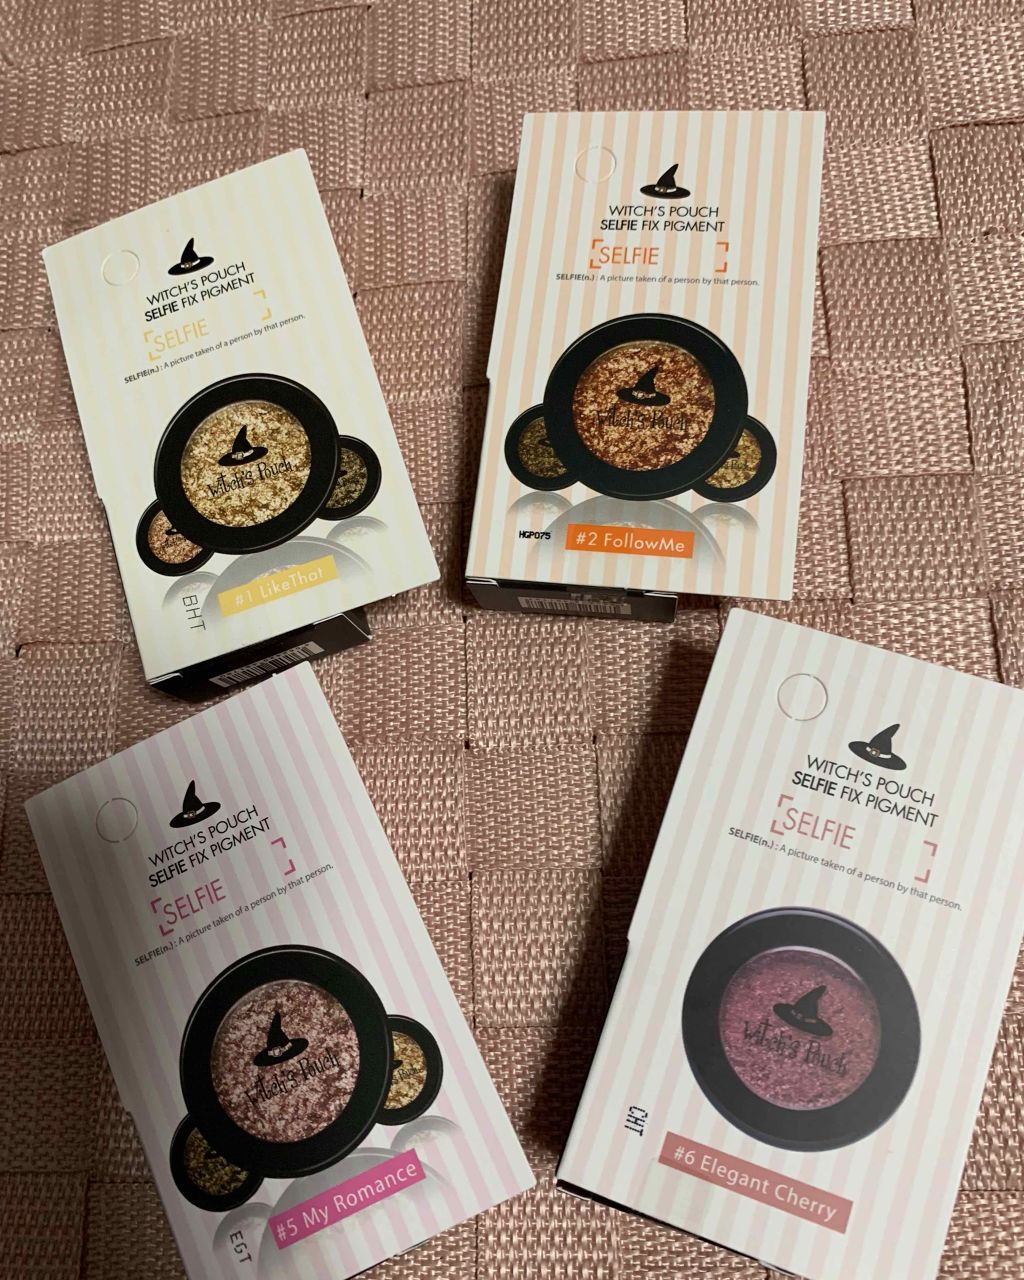 WITCH'S POUCH
SELFIE FIX PIGMENT
SELFIE
SELFIE(n.) : A picture taken of a person by that person.
witch's Pouch
#1 LikeThat
BHT
WITCH'S POUCH
SELFIE FIX PIGMENT
SELFIE
SELFIE(n.) : A picture taken of a person by that person.
witch's Pouch
HGP075
#2 FollowMe
WITCH'S POUCH
SELFIE FIX PIGMENT
SELFIE
SELFIE(n.) : A picture taken of a person by that person.
witch's Pouch
#5 My Romance
EGT
WITCH'S POUCH
SELFIE FIX PIGMENT
SELFIE
SELFIE(n.) : A picture taken of a person by that person.
witch's Pouch
#6 Elegant Cherry